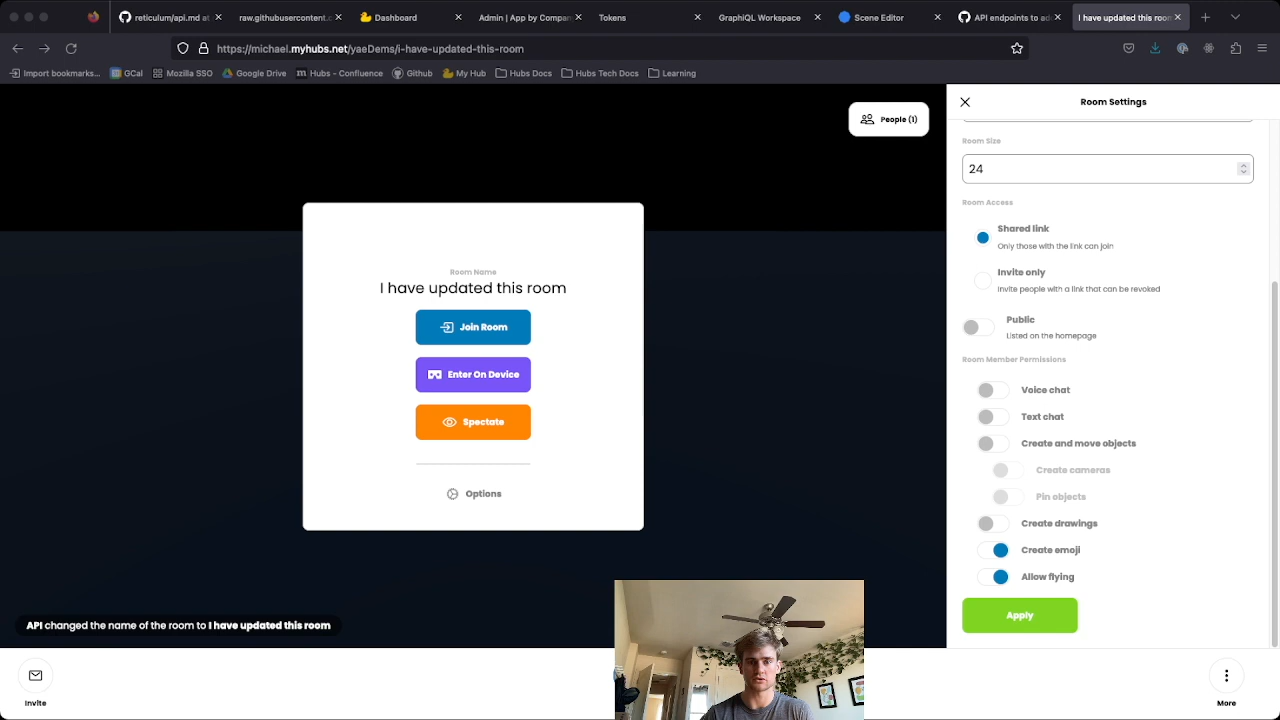 reticulum/api.md at
raw.githubusercontent.c
Dashboard
Admin | App by Compan
Tokens
GraphiQL Workspace
Scene Editor
API endpoints to a
I have updated this room
https://michael.myhubs.net/yaeDems/i-have-updated-this-room
Import bookmarks...
GCal
Mozilla SSO
Google Drive
Hubs - Confluence
Github
My Hub
Hubs Docs
Hubs Tech Docs
Learning
People (1)
Room Settings
Room Size
24
Room Access
Shared link
Only those with the link can join
Invite only
Invite people with a link that can be revoked
Public
Listed on the homepage
Room Member Permissions
Voice chat
Text chat
Create and move objects
Create cameras
Pin objects
Create drawings
Create emoji
Allow flying
Apply
Room Name
I have updated this room
Join Room
Enter On Device
Spectate
Options
API changed the name of the room to I have updated this room
Invite
More